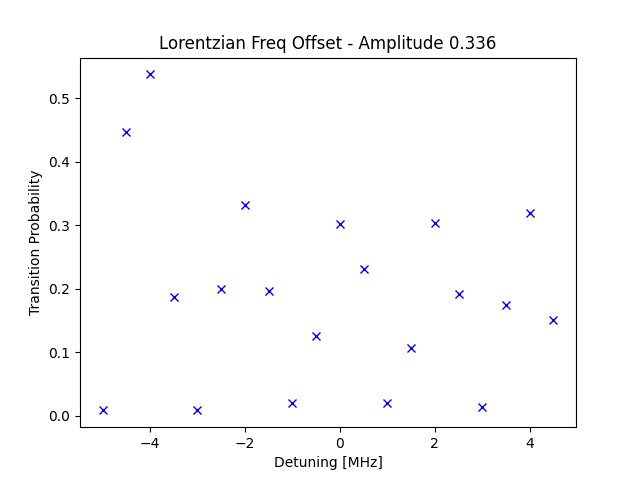 Lorentzian Freq Offset - Amplitude 0.336
Transition Probability
0.5
0.4
0.3
0.2
0.1
0.0
−4 −2 0 2 4
Detuning [MHz]